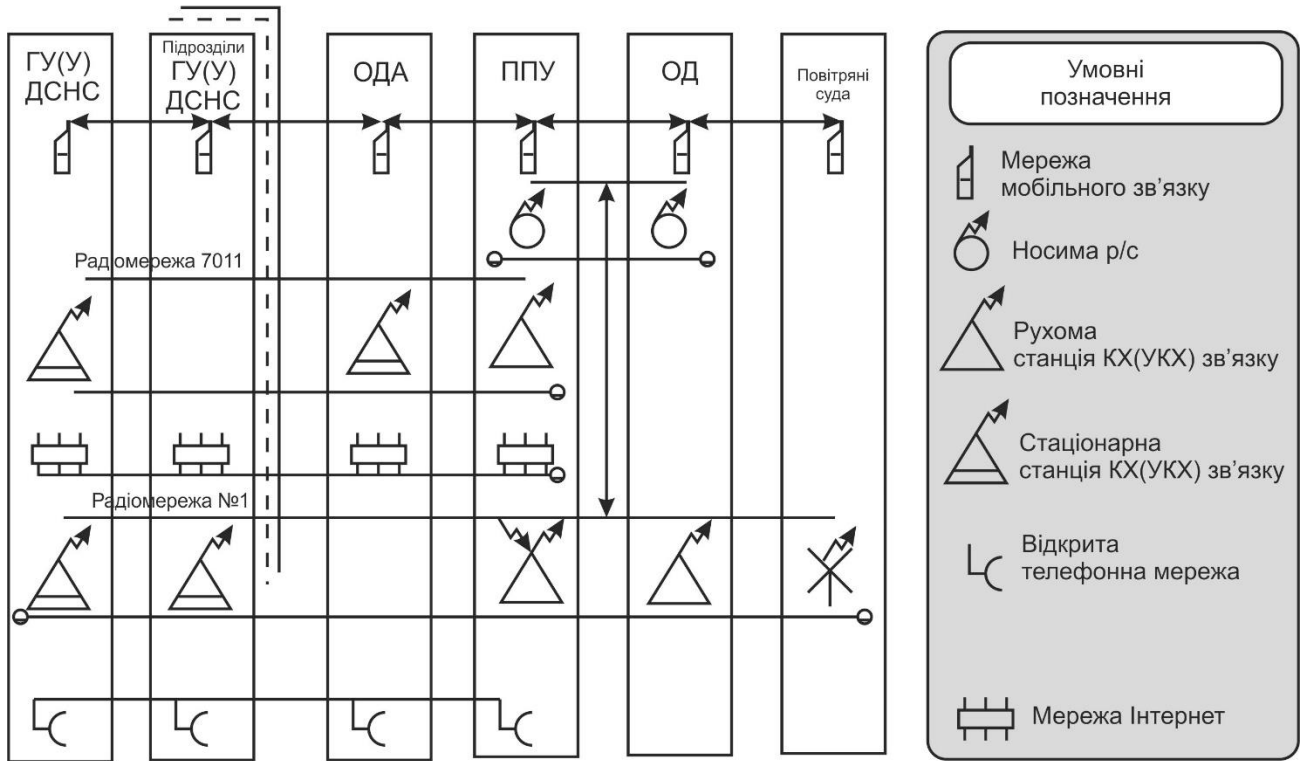 ГУ(У)
ДСНС
Підрозділи
ГУ(У)
ДСНС
ОДА
ППУ
ОД
Повітряні
суда
Радіомережа 7011
Радіомережа №1
Умовні
позначення
Мережа
мобільного зв’язку
Носима р/с
Рухома
станція КХ(УКХ) зв’язку
Стаціонарна
станція КХ(УКХ) зв’язку
Відкрита
телефонна мережа
Мережа Інтернет